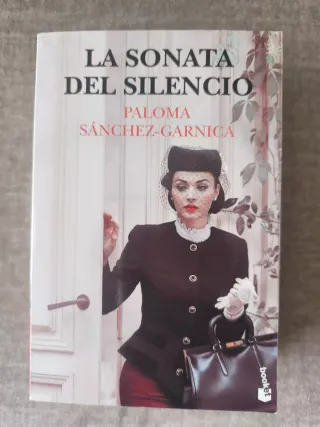 LA SONATA
DEL SILENCIO
PALOMA
SÁNCHEZ-GARNICA
booket